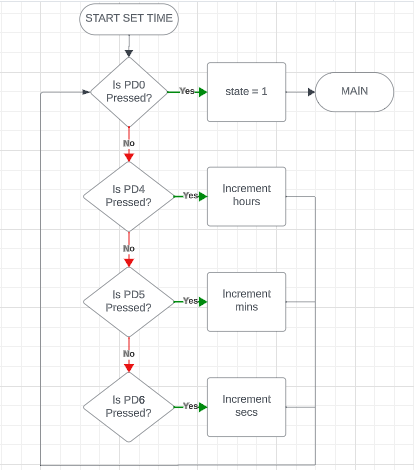 START SET TIME
Is PD0
Pressed?
Yes
state = 1
MAIN
No
Is PD4
Pressed?
Yes
Increment
hours
No
Is PD5
Pressed?
Yes
Increment
mins
No
Is PD6
Pressed?
Yes
Increment
secs